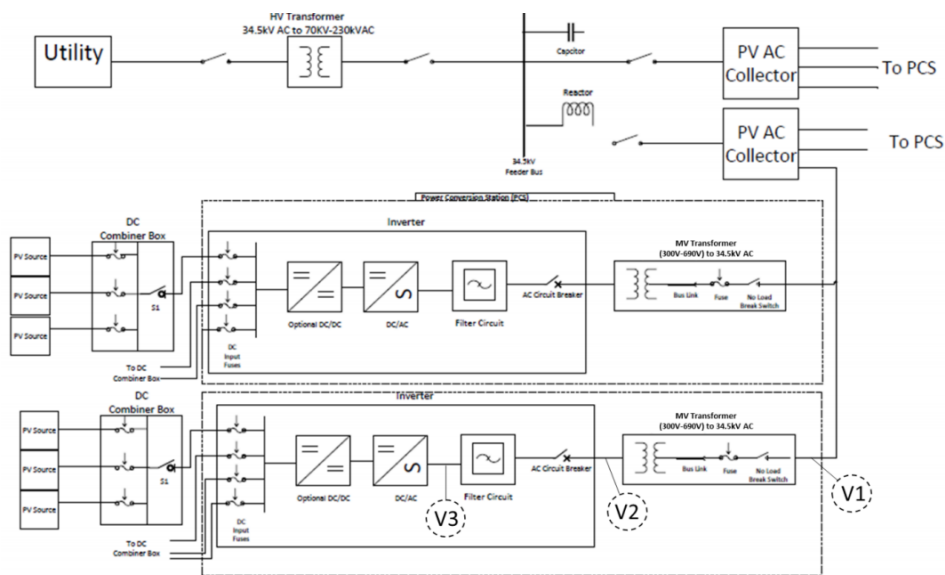 HV Transformer
34.5kV AC to 70KV-230kVAC
Utility
Capcitor
PV AC
Collector
To PCS
Reactor
PV AC
Collector
To PCS
34.5kV
Feeder Bus
Power Conversion Station (PCS)
DC
Combiner Box
Inverter
PV Source
PV Source
PV Source
S1
MV Transformer
(300V-690V) to 34.5kV AC
Bus Link
Fuse
No Load
Break Switch
AC Circuit Breaker
Optional DC/DC
DC/AC
S
Filter Circuit
DC
Input
Fuses
To DC
Combiner Box
DC
Combiner Box
Inverter
PV Source
PV Source
PV Source
S1
MV Transformer
(300V-690V) to 34.5kV AC
Bus Link
Fuse
No Load
Break Switch
AC Circuit Breaker
Optional DC/DC
DC/AC
S
Filter Circuit
V3
V2
V1
DC
Input
Fuses
To DC
Combiner Box